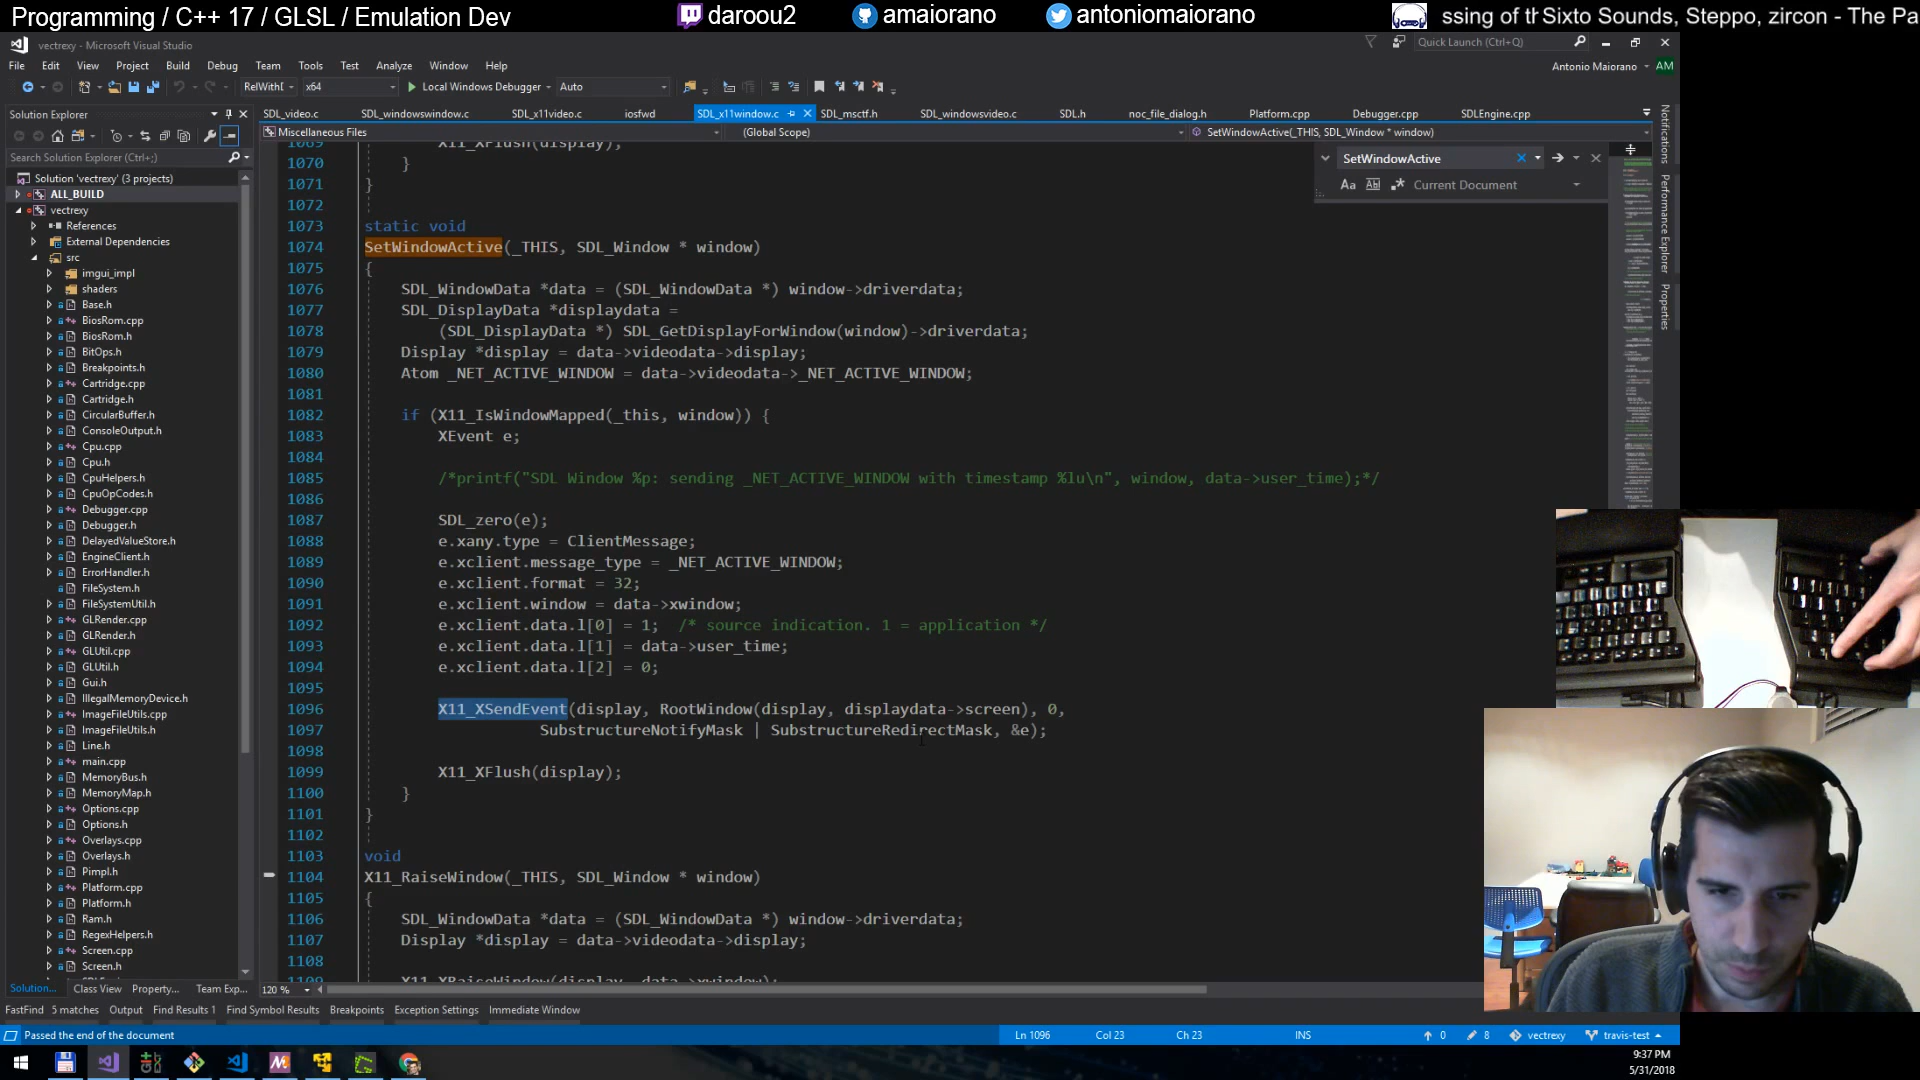 Programming / C++ 17 / GLSL / Emulation Dev
daroou2
amaiorano
antoniomaiorano
ssing of tl Sixto Sounds, Steppo, zircon - The Pa
vectrexy - Microsoft Visual Studio
Quick Launch (Ctrl+Q)
File Edit View Project Build Debug Team Tools Test Analyze Window Help
Antonio Maiorano AM
RelWithI x64 Local Windows Debugger Auto
Solution Explorer
SDL_video.c SDL_windowswindow.c SDL_x11video.c iosfwd SDL_x11window.c SDL_msctf.h SDL_windowsvideo.c SDL.h noc_file_dialog.h Platform.cpp Debugger.cpp SDLEngine.cpp
Miscellaneous Files (Global Scope) SetWindowActive(_THIS, SDL_Window * window)
Search Solution Explorer (Ctrl+;)
Solution 'vectrexy' (3 projects)
ALL_BUILD
vectrexy
References
External Dependencies
src
imgui_impl
shaders
Base.h
BiosRom.cpp
BiosRom.h
BitOps.h
Breakpoints.h
Cartridge.cpp
Cartridge.h
CircularBuffer.h
ConsoleOutput.h
Cpu.cpp
Cpu.h
CpuHelpers.h
CpuOpCodes.h
Debugger.cpp
Debugger.h
DelayedValueStore.h
EngineClient.h
ErrorHandler.h
FileSystem.h
FileSystemUtil.h
GLRender.cpp
GLRender.h
GLUtil.cpp
GLUtil.h
Gui.h
IllegalMemoryDevice.h
ImageFileUtils.cpp
ImageFileUtils.h
Line.h
main.cpp
MemoryBus.h
MemoryMap.h
Options.cpp
Options.h
Overlays.cpp
Overlays.h
Pimpl.h
Platform.cpp
Platform.h
Ram.h
RegexHelpers.h
Screen.cpp
Screen.h
SetWindowActive
Aa Current Document
Notifications
Performance Explorer
Properties
1069 X11_XFlush(display);
1070 }
1071 }
1072
1073 static void
1074 SetWindowActive(_THIS, SDL_Window * window)
1075 {
1076 SDL_WindowData *data = (SDL_WindowData *) window->driverdata;
1077 SDL_DisplayData *displaydata =
1078 (SDL_DisplayData *) SDL_GetDisplayForWindow(window)->driverdata;
1079 Display *display = data->videodata->display;
1080 Atom _NET_ACTIVE_WINDOW = data->videodata->_NET_ACTIVE_WINDOW;
1081
1082 if (X11_IsWindowMapped(_this, window)) {
1083 XEvent e;
1084
1085 /*printf("SDL Window %p: sending _NET_ACTIVE_WINDOW with timestamp %lu\n", window, data->user_time);*/
1086
1087 SDL_zero(e);
1088 e.xany.type = ClientMessage;
1089 e.xclient.message_type = _NET_ACTIVE_WINDOW;
1090 e.xclient.format = 32;
1091 e.xclient.window = data->xwindow;
1092 e.xclient.data.l[0] = 1; /* source indication. 1 = application */
1093 e.xclient.data.l[1] = data->user_time;
1094 e.xclient.data.l[2] = 0;
1095
1096 X11_XSendEvent(display, RootWindow(display, displaydata->screen), 0,
1097 SubstructureNotifyMask | SubstructureRedirectMask, &e);
1098
1099 X11_XFlush(display);
1100 }
1101 }
1102
1103 void
1104 X11_RaiseWindow(_THIS, SDL_Window * window)
1105 {
1106 SDL_WindowData *data = (SDL_WindowData *) window->driverdata;
1107 Display *display = data->videodata->display;
1108
1109 X11_XRaiseWindow(display, data->xwindow);
120 %
Solution... Class View Property... Team Exp...
FastFind 5 matches Output Find Results 1 Find Symbol Results Breakpoints Exception Settings Immediate Window
Passed the end of the document Ln 1096 Col 23 Ch 23 INS 0 8 vectrexy travis-test
9:37 PM
5/31/2018